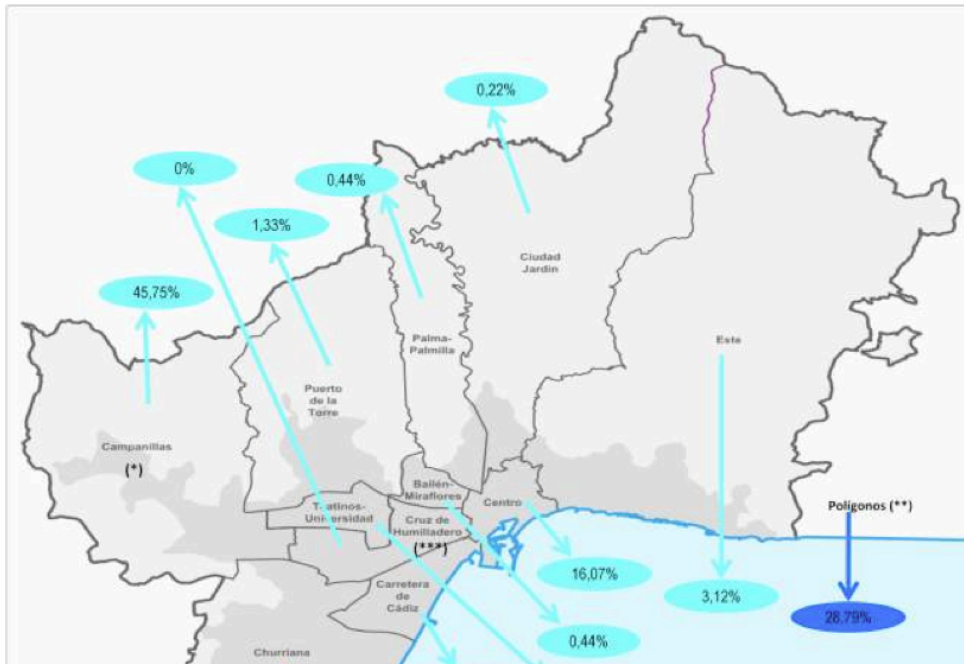 0,22%
0%
0,44%
1,33%
Ciudad
Jardín
45,75%
Palma-
Palmilla
Este
Puerto
de la
Torre
Campanillas
(*)
Bailén-
Miraflores
Centro
Polígonos (**)
Teatinos-
Universidad
Cruz de
Humilladero
(***)
16,07%
Carretera
de
Cádiz
3,12%
28,79%
0,44%
Churriana